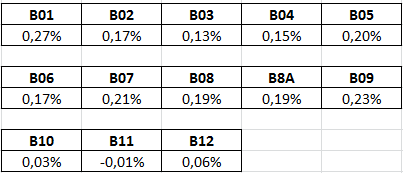 B01 B02 B03 B04 B05
0,27% 0,17% 0,13% 0,15% 0,20%
B06 B07 B08 B8A B09
0,17% 0,21% 0,19% 0,19% 0,23%
B10 B11 B12
0,03% -0,01% 0,06%